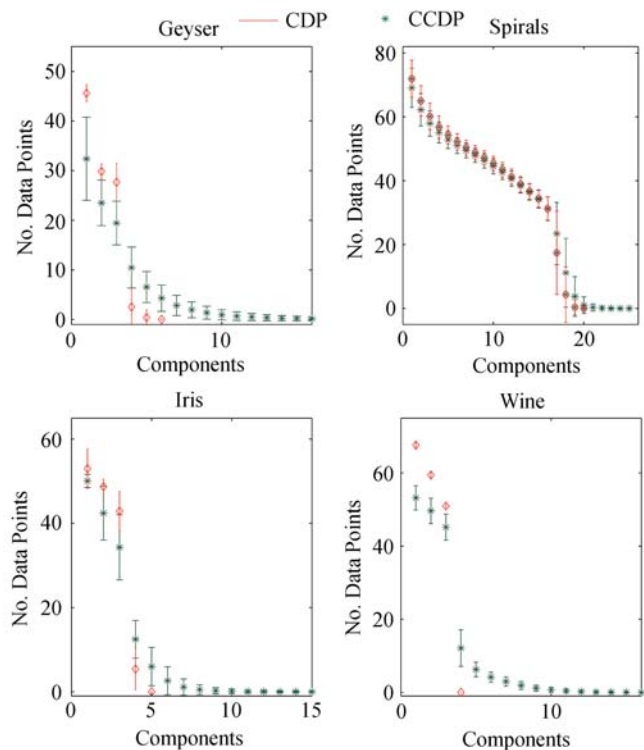 CDP CCDP
Geyser Spirals
50
40
30
20
10
0
10
No. Data Points
Components
80
60
40
20
0
0 10 20
No. Data Points
Components
Iris Wine
60
40
20
0
0 5 10 15
No. Data Points
Components
60
40
20
0
0 10
No. Data Points
Components